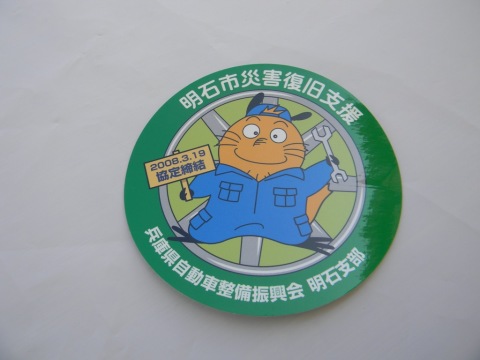 明石市災害復旧支援
2008.3.19
協定締結
兵庫県自動車整備振興会 明石支部